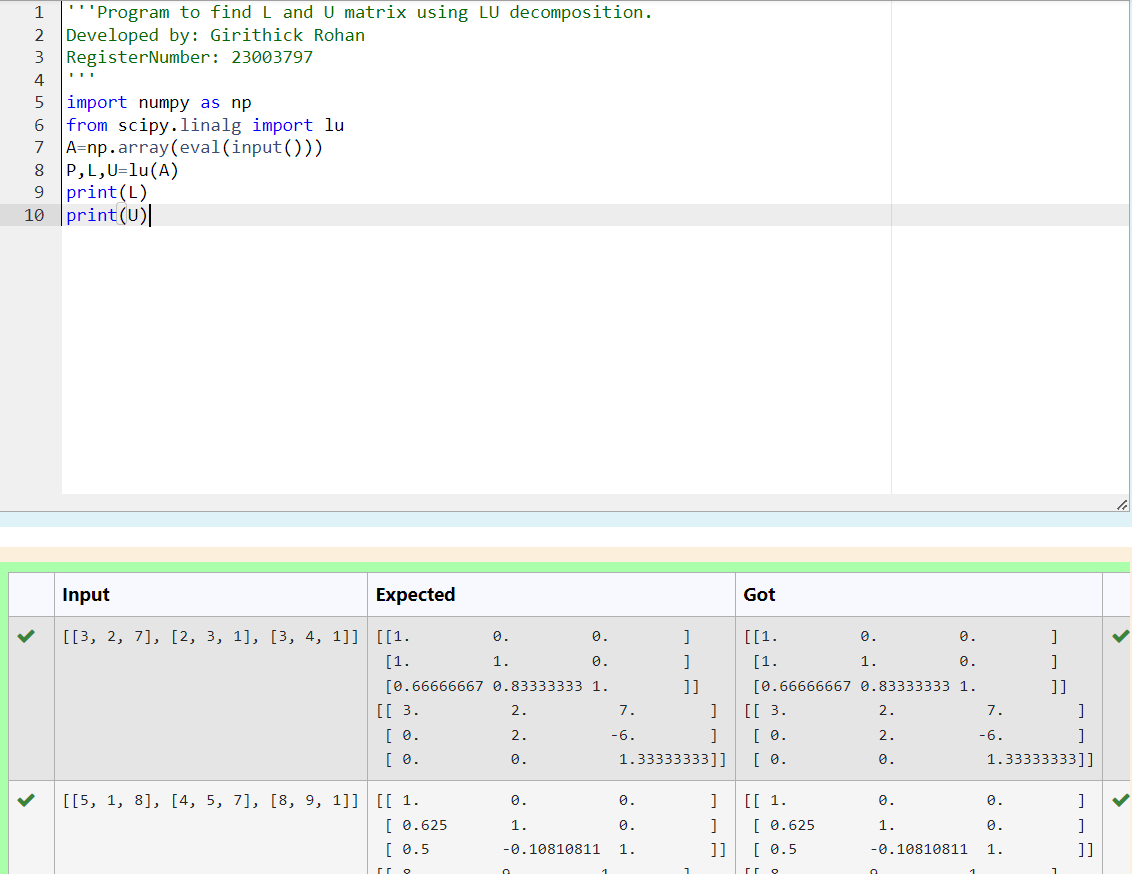 1 '''Program to find L and U matrix using LU decomposition.
2 Developed by: Girithick Rohan
3 RegisterNumber: 23003797
4 '''
5 import numpy as np
6 from scipy.linalg import lu
7 A=np.array(eval(input()))
8 P,L,U=lu(A)
9 print(L)
10 print(U)
Input Expected Got
[[3, 2, 7], [2, 3, 1], [3, 4, 1]] [[1. 0. 0. ] [[1. 0. 0. ]
[1. 1. 0. ] [1. 1. 0. ]
[0.66666667 0.83333333 1. ]] [0.66666667 0.83333333 1. ]]
[[ 3. 2. 7. ] [[ 3. 2. 7. ]
[ 0. 2. -6. ] [ 0. 2. -6. ]
[ 0. 0. 1.33333333]] [ 0. 0. 1.33333333]]
[[5, 1, 8], [4, 5, 7], [8, 9, 1]] [[ 1. 0. 0. ] [[ 1. 0. 0. ]
[ 0.625 1. 0. ] [ 0.625 1. 0. ]
[ 0.5 -0.10810811 1. ]] [ 0.5 -0.10810811 1. ]]